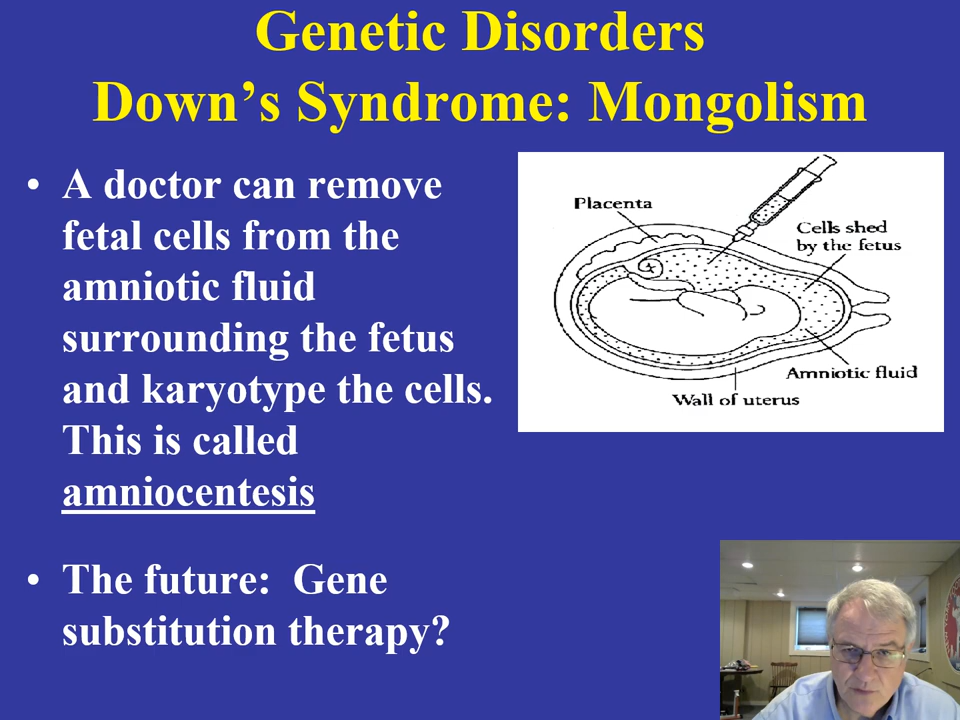 Genetic Disorders
Down’s Syndrome: Mongolism
• A doctor can remove
fetal cells from the
amniotic fluid
surrounding the fetus
and karyotype the cells.
This is called
amniocentesis
• The future:  Gene
substitution therapy?
Placenta
Cells shed
by the fetus
Amniotic fluid
Wall of uterus